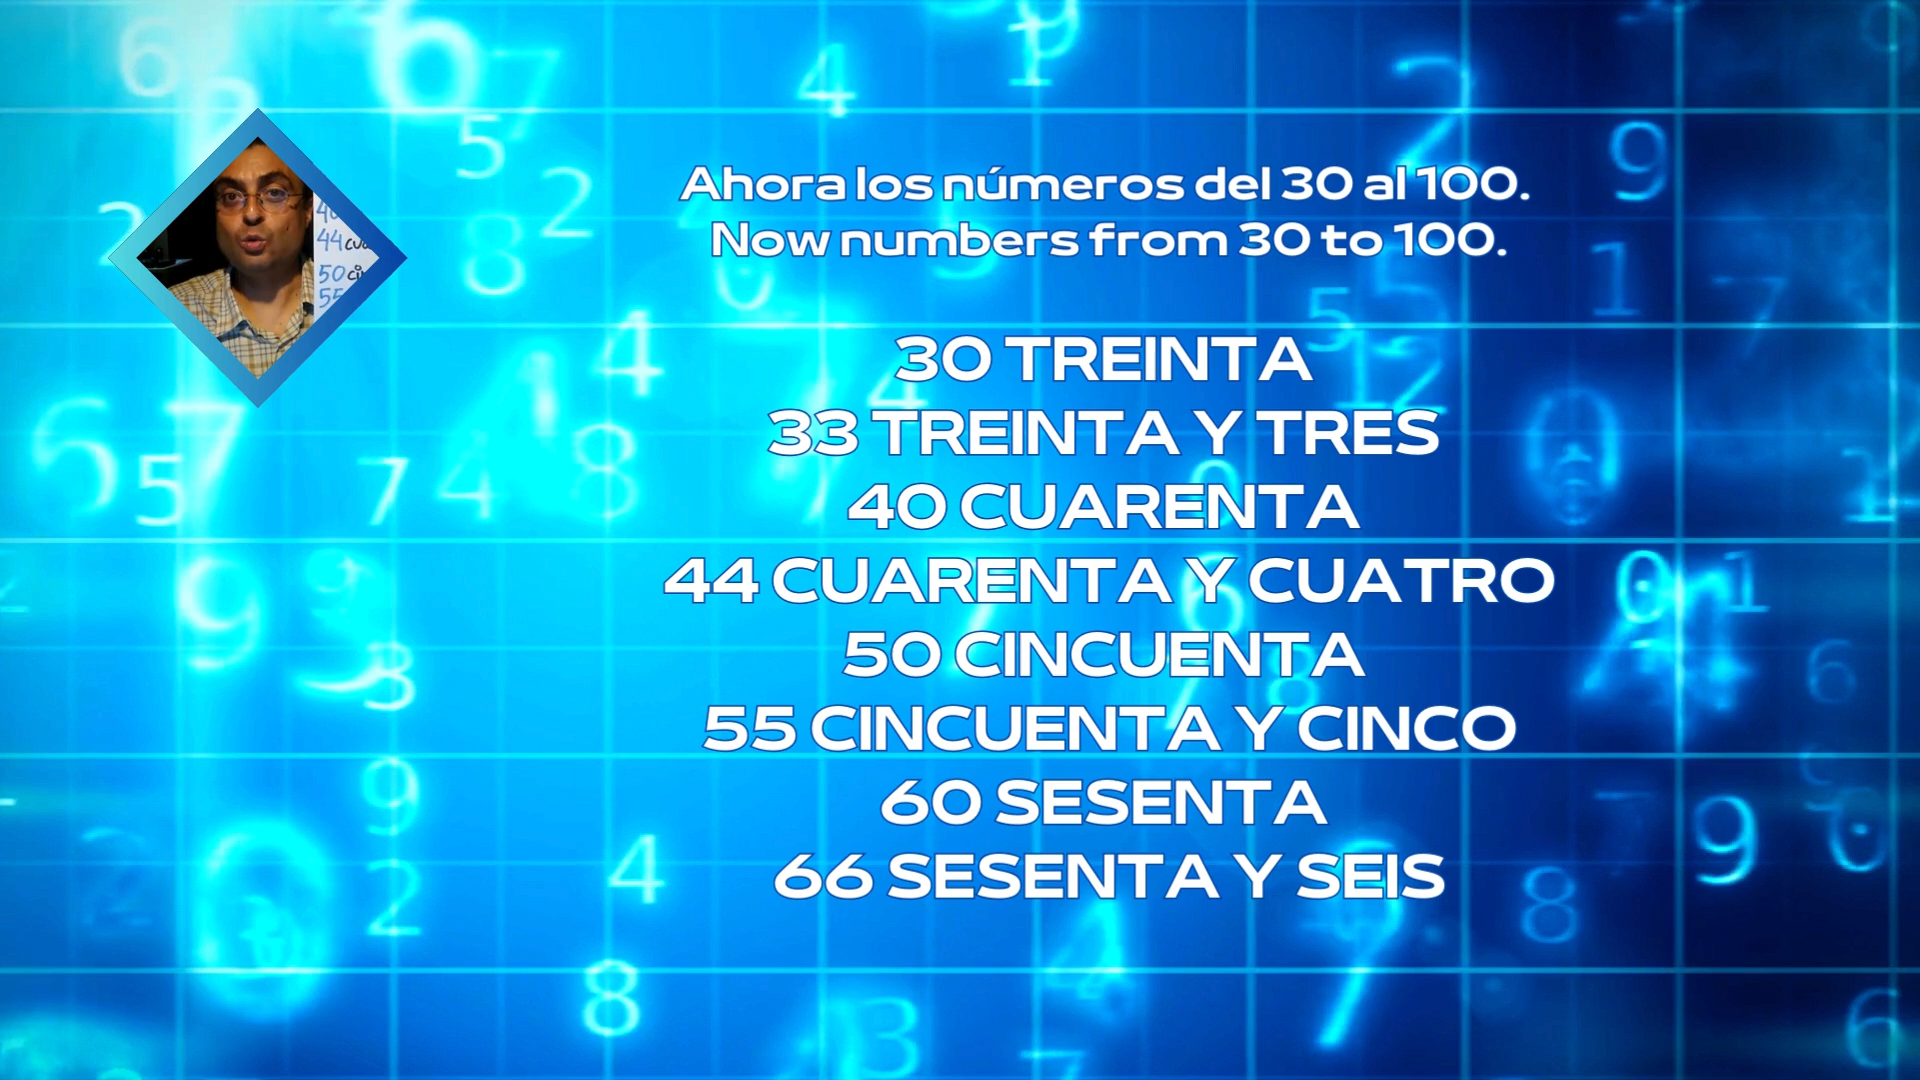 Ahora los números del 30 al 100.
Now numbers from 30 to 100.
30 TREINTA
33 TREINTA Y TRES
40 CUARENTA
44 CUARENTA Y CUATRO
50 CINCUENTA
55 CINCUENTA Y CINCO
60 SESENTA
66 SESENTA Y SEIS